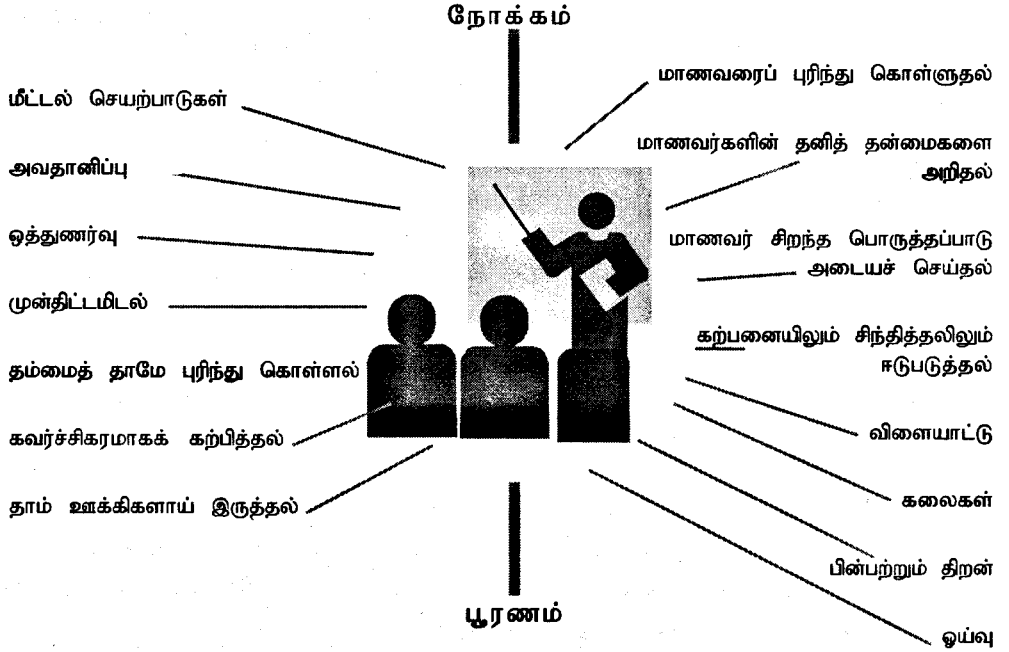 நோக்கம்
மீட்டல் செயற்பாடுகள்
அவதானிப்பு
ஒத்துணர்வு
முன்திட்டமிடல்
தம்மைத் தாமே புரிந்து கொள்ளல்
கவர்ச்சிகரமாகக் கற்பித்தல்
தாம் ஊக்கிகளாய் இருத்தல்
மாணவரைப் புரிந்து கொள்ளுதல்
மாணவர்களின் தனித் தன்மைகளை
அறிதல்
மாணவர் சிறந்த பொருத்தப்பாடு
அடையச் செய்தல்
கற்பனையிலும் சிந்தித்தலிலும்
ஈடுபடுத்தல்
விளையாட்டு
கலைகள்
பின்பற்றும் திறன்
ஓய்வு
பூரணம்